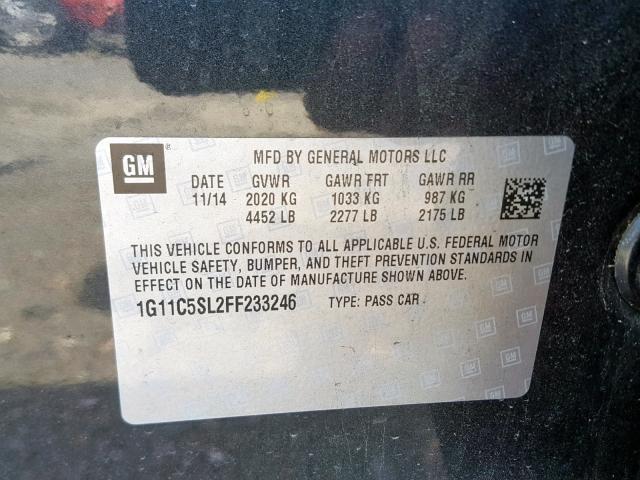 GM
MFD BY GENERAL MOTORS LLC
DATE GVWR GAWR FRT GAWR RR
11/14 2020 KG 1033 KG 987 KG
4452 LB 2277 LB 2175 LB
THIS VEHICLE CONFORMS TO ALL APPLICABLE U.S. FEDERAL MOTOR
VEHICLE SAFETY, BUMPER, AND THEFT PREVENTION STANDARDS IN
EFFECT ON THE DATE OF MANUFACTURE SHOWN ABOVE.
1G11C5SL2FF233246 TYPE: PASS CAR